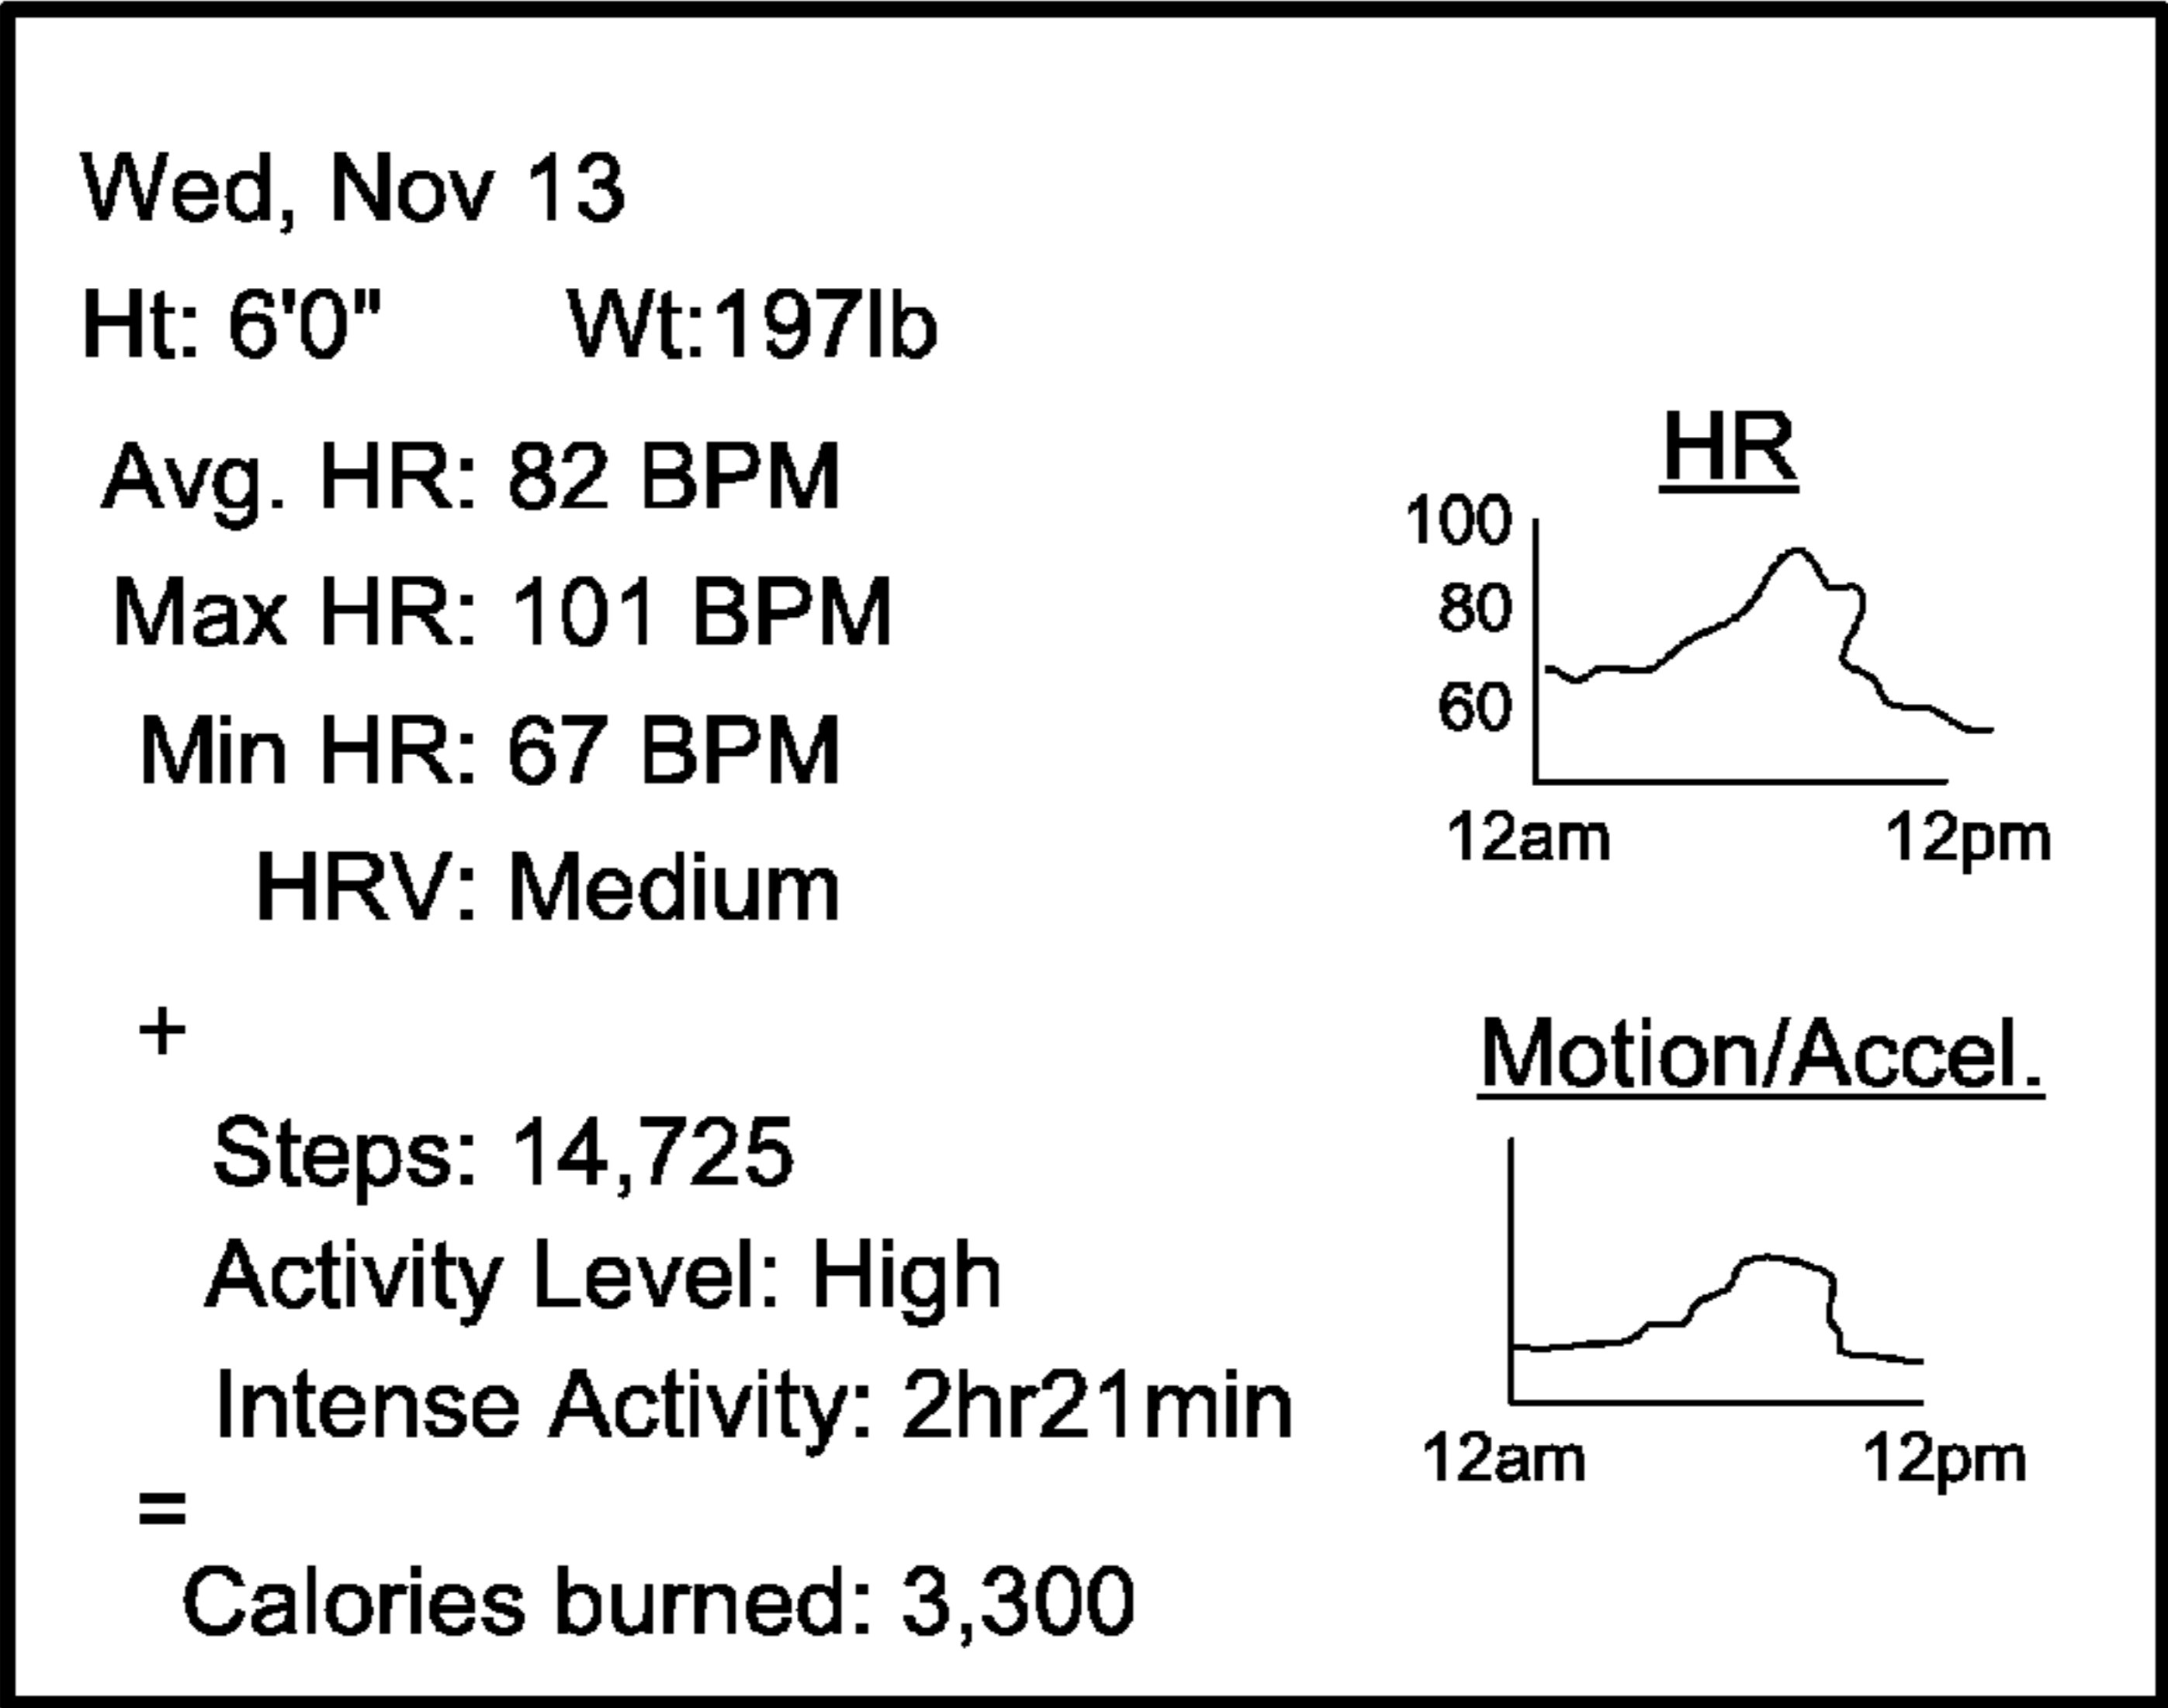 Wed, Nov 13
Ht: 6'0" Wt:197lb
Avg. HR: 82 BPM
Max HR: 101 BPM
Min HR: 67 BPM
HRV: Medium
+
Steps: 14,725
Activity Level: High
Intense Activity: 2hr21min
=
Calories burned: 3,300
HR
100
80
60
12am 12pm
Motion/Accel.
12am 12pm